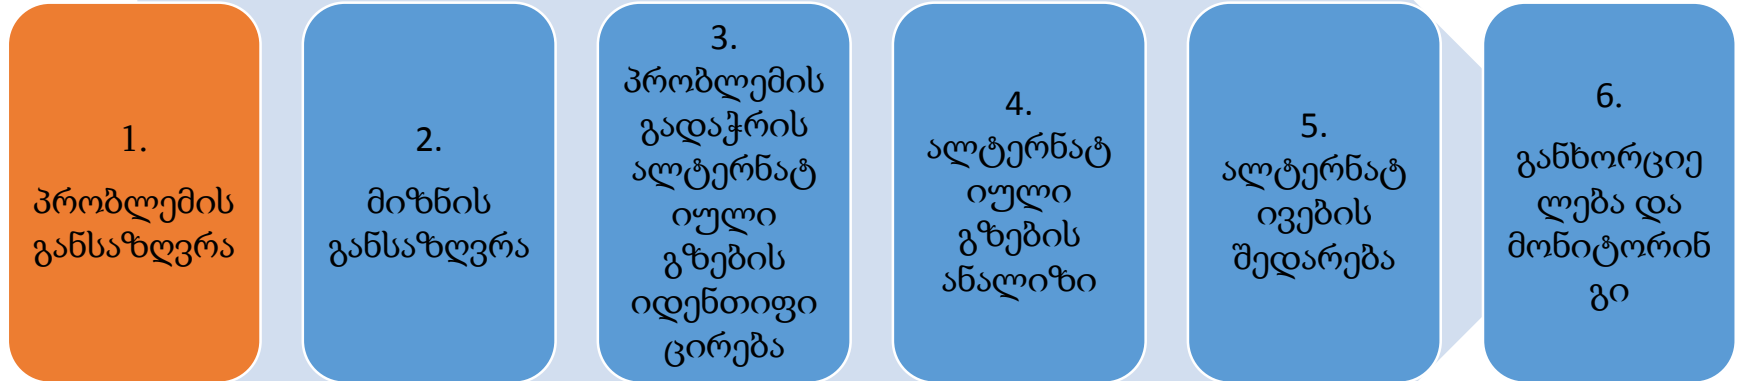 1.
პრობლემის
განსაზღვრა
2.
მიზნის
განსაზღვრა
3.
პრობლემის
გადაჭრის
ალტერნატ
იული
გზების
იდენთიფი
ცირება
4.
ალტერნატ
იული
გზების
ანალიზი
5.
ალტერნატ
ივების
შედარება
6.
განხორციე
ლება და
მონიტორინ
გი